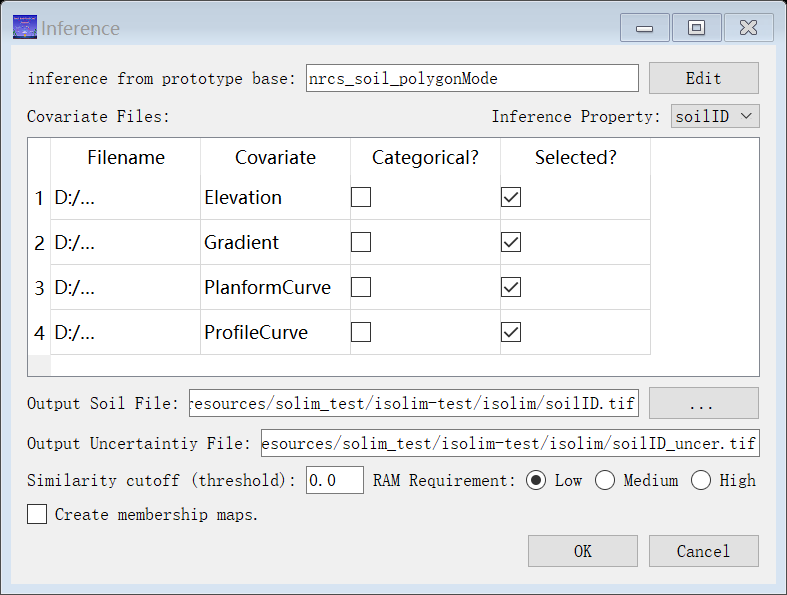 Inference
inference from prototype base: nrcs_soil_polygonMode Edit
Covariate Files: Inference Property: soilID
Filename Covariate Categorical? Selected?
1 D:/... Elevation
2 D:/... Gradient
3 D:/... PlanformCurve
4 D:/... ProfileCurve
Output Soil File: resources/solim_test/isolim-test/isolim/soilID.tif ...
Output Uncertaintiy File: esources/solim_test/isolim-test/isolim/soilID_uncer.tif
Similarity cutoff (threshold): 0.0 RAM Requirement: Low Medium High
Create membership maps.
OK Cancel